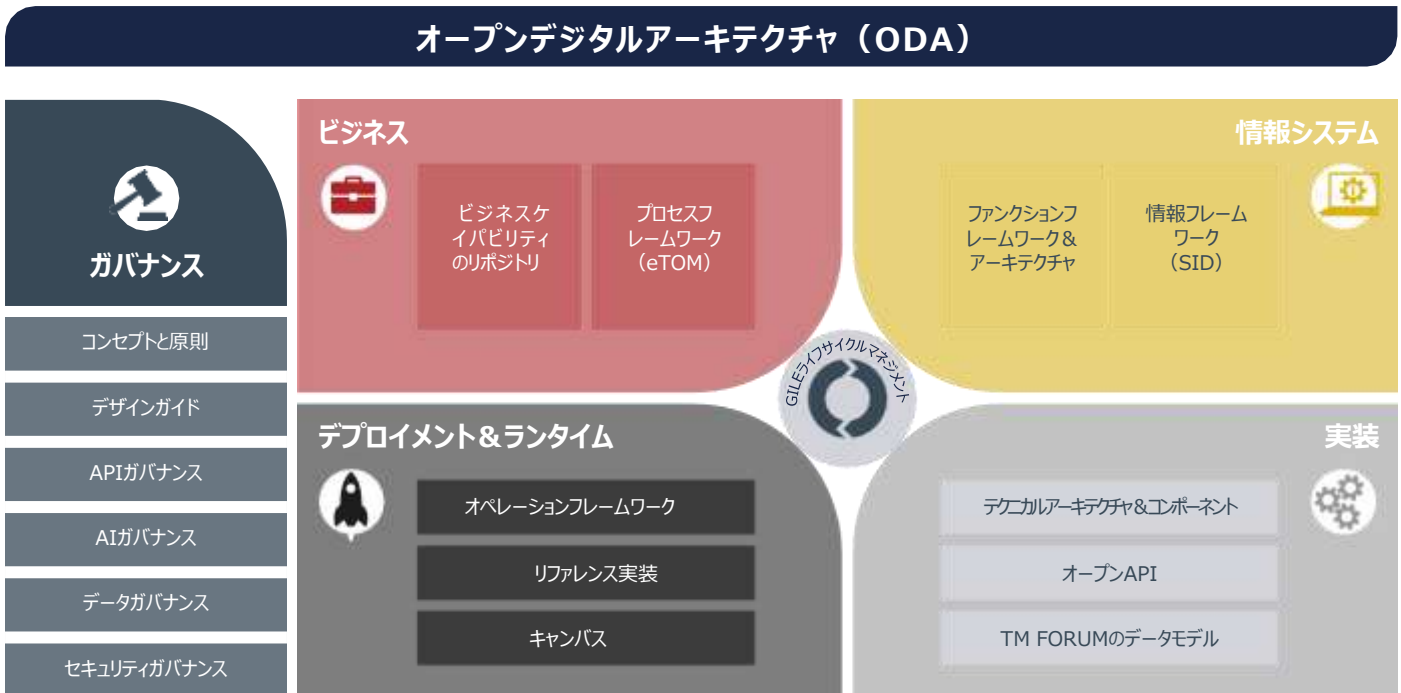 オープンデジタルアーキテクチャ（ODA）
ガバナンス
コンセプトと原則
デザインガイド
APIガバナンス
AIガバナンス
データガバナンス
セキュリティガバナンス
ビジネス
ビジネスケ
イパビリティ
のリポジトリ
プロセスフ
レームワーク
（eTOM）
情報システム
ファンクションフ
レームワーク＆
アーキテクチャ
情報フレーム
ワーク
（SID）
GILEライフサイクルマネジメント
デプロイメント＆ランタイム
オペレーションフレームワーク
リファレンス実装
キャンバス
実装
テクニカルアーキテクチャ&コンポーネント
オープンAPI
TM FORUMのデータモデル